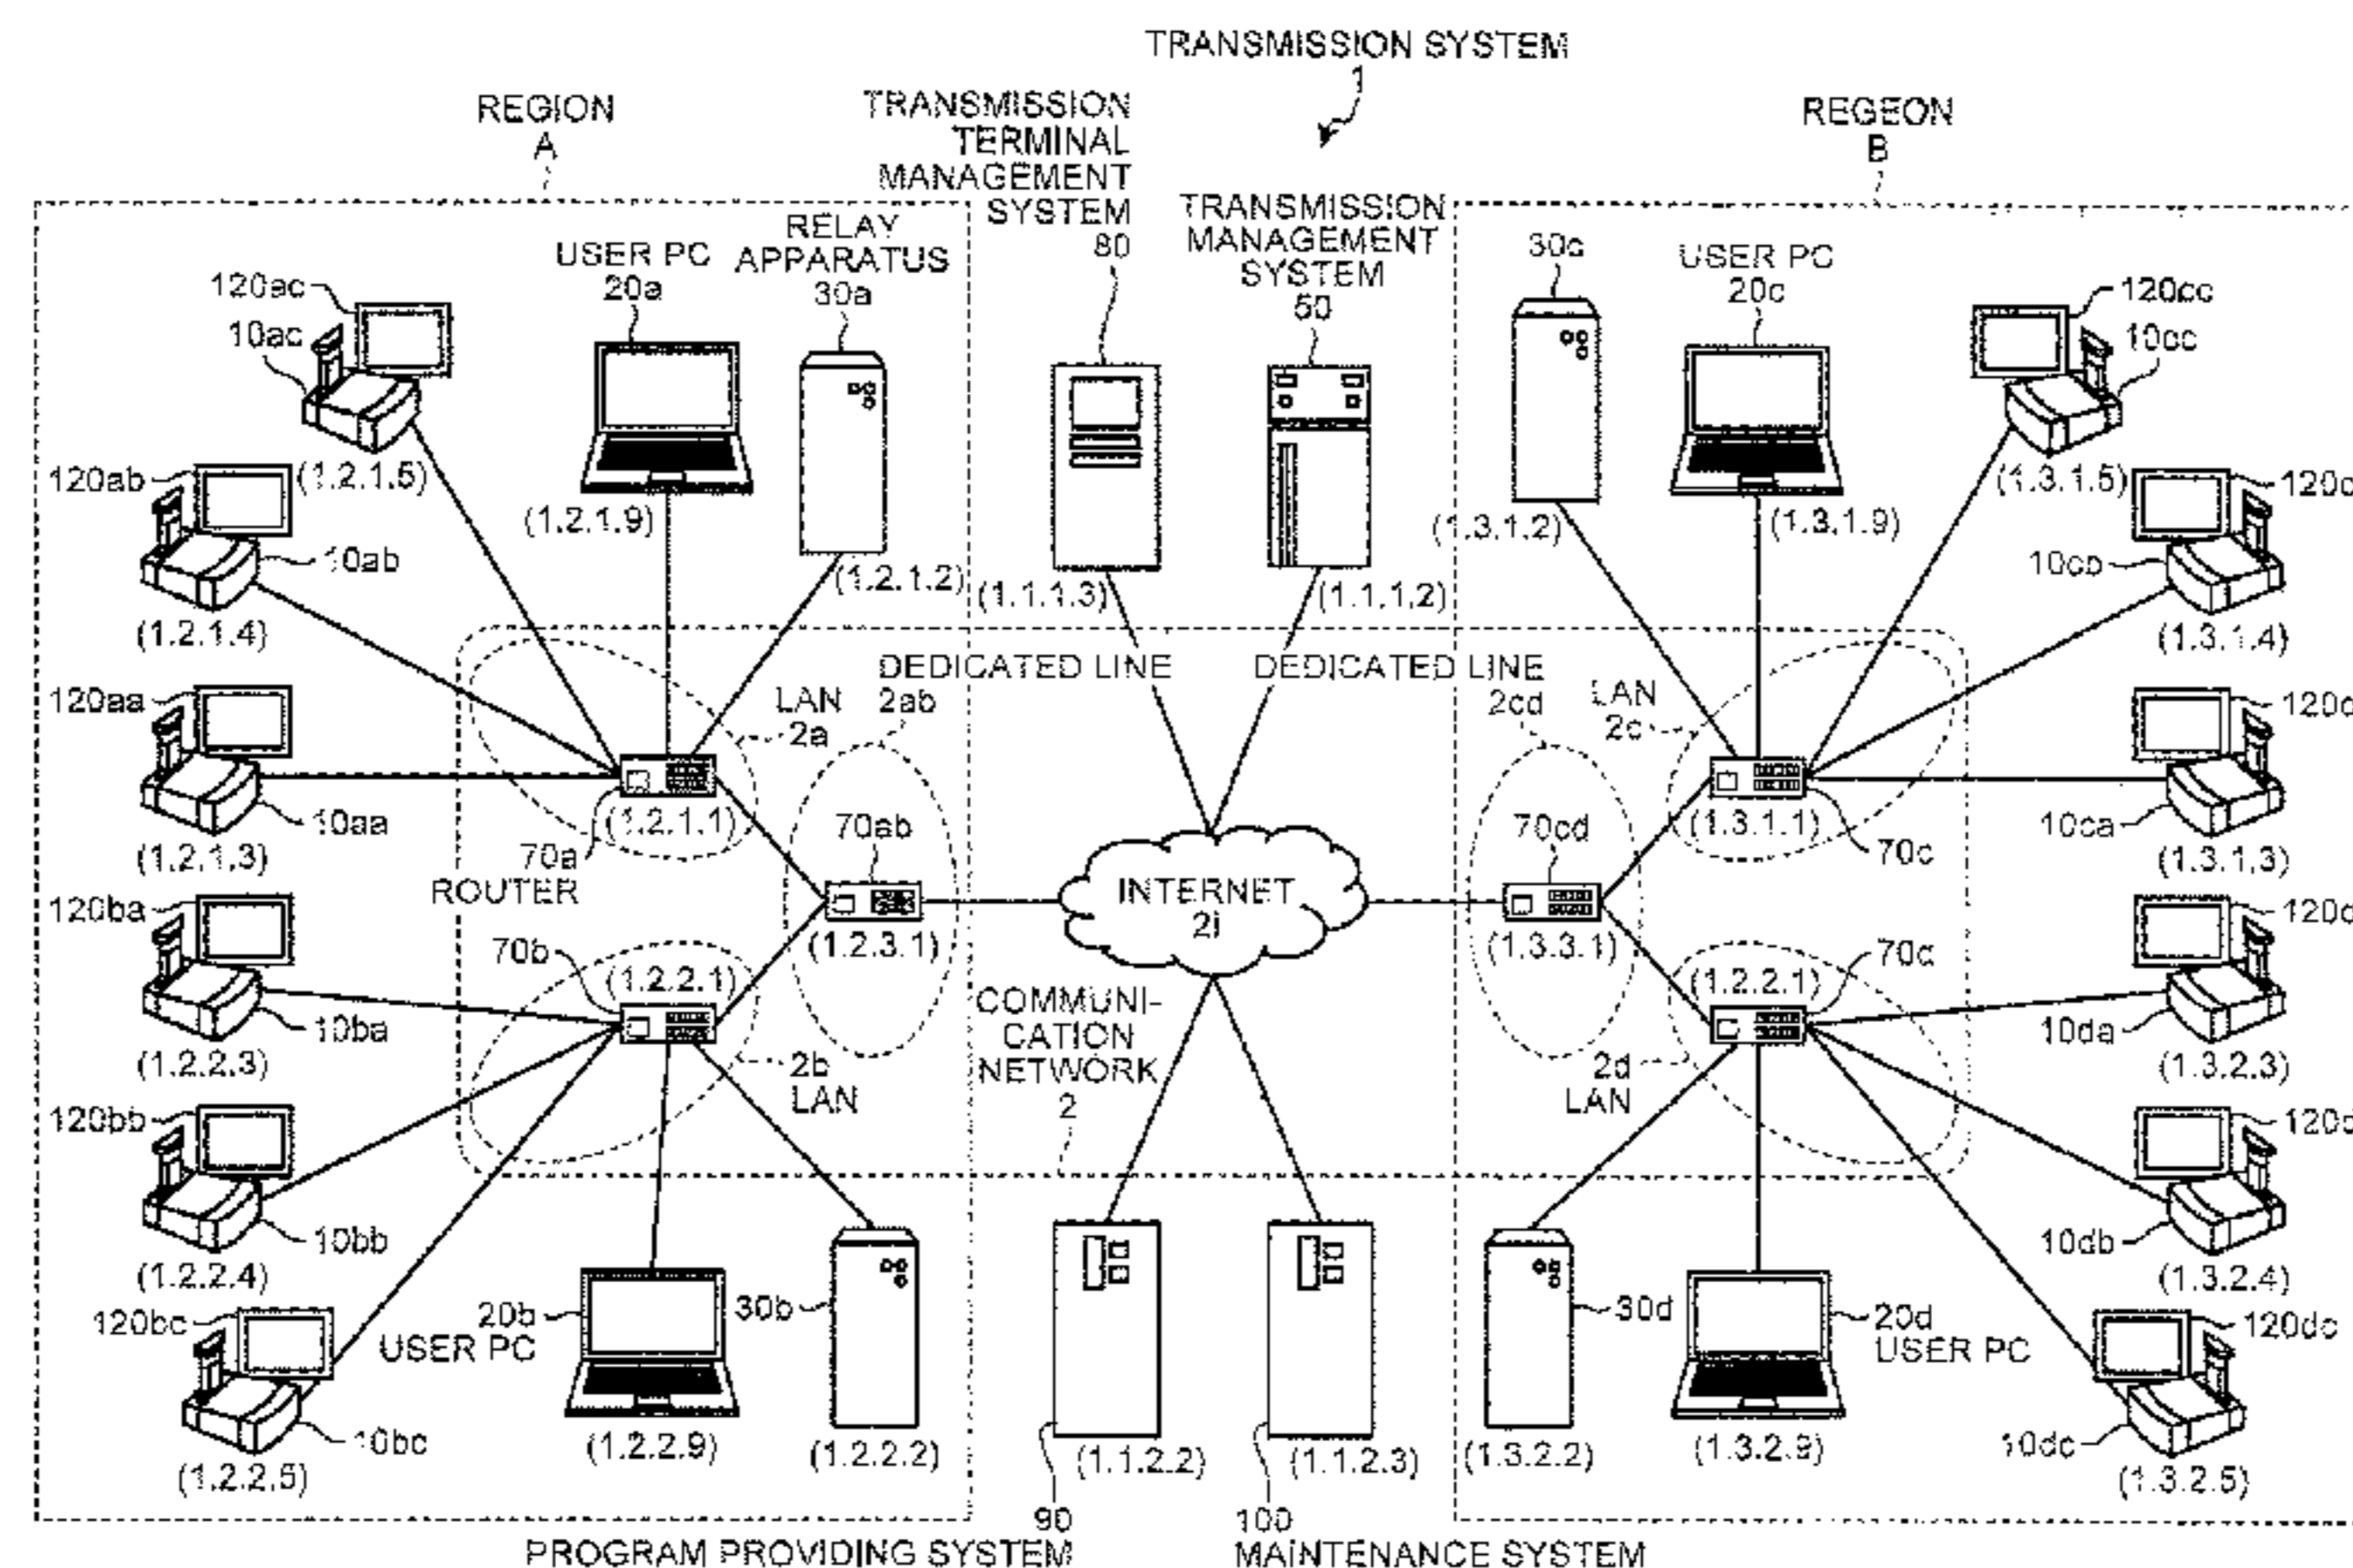 TRANSMISSION SYSTEM
1
REGION
A
TRANSMISSION
TERMINAL
MANAGEMENT
SYSTEM
80
TRANSMISSION
MANAGEMENT
SYSTEM
50
REGEON
B
120ac
10ac
(1.2.1.5)
USER PC
20a
(1.2.1.9)
RELAY
APPARATUS
30a
(1.2.1.2)
(1.1.1.3)
(1.1.1.2)
30c
(1.3.1.2)
USER PC
20c
(1.3.1.9)
120cc
10cc
(1.3.1.5)
120ab
10ab
(1.2.1.4)
10cb
(1.3.1.4)
DEDICATED LINE
2ab
DEDICATED LINE
2cd
LAN
2a
LAN
2c
120aa
10aa
(1.2.1.3)
70a
(1.2.1.1)
ROUTER
70ab
(1.2.3.1)
INTERNET
2i
70cd
(1.3.3.1)
(1.3.1.1)
70c
10ca
(1.3.1.3)
120ba
10ba
(1.2.2.3)
70b
(1.2.2.1)
2b
LAN
COMMUNI-
CATION
NETWORK
2
(1.2.2.1)
70d
2d
LAN
10da
(1.3.2.3)
120bb
10bb
(1.2.2.4)
10db
(1.3.2.4)
120bc
10bc
(1.2.2.5)
20b
USER PC
(1.2.2.9)
30b
(1.2.2.2)
90
(1.1.2.2)
100
(1.1.2.3)
30d
(1.3.2.2)
20d
USER PC
(1.3.2.9)
120dc
10dc
(1.3.2.5)
PROGRAM PROVIDING SYSTEM
MAINTENANCE SYSTEM